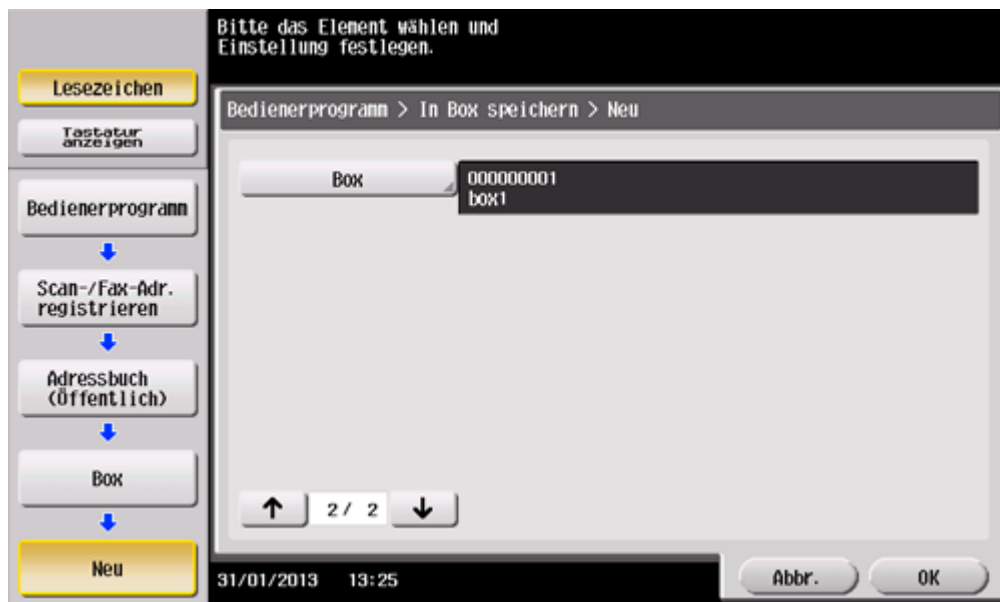 Bitte das Element wählen und
Einstellung festlegen.
Lesezeichen
Tastatur
anzeigen
Bedienerprogramm
Scan-/Fax-Adr.
registrieren
Adressbuch
(Öffentlich)
Box
Neu
Bedienerprogramm > In Box speichern > Neu
Box
000000001
box1
2/ 2
31/01/2013 13:25
Abbr.
OK